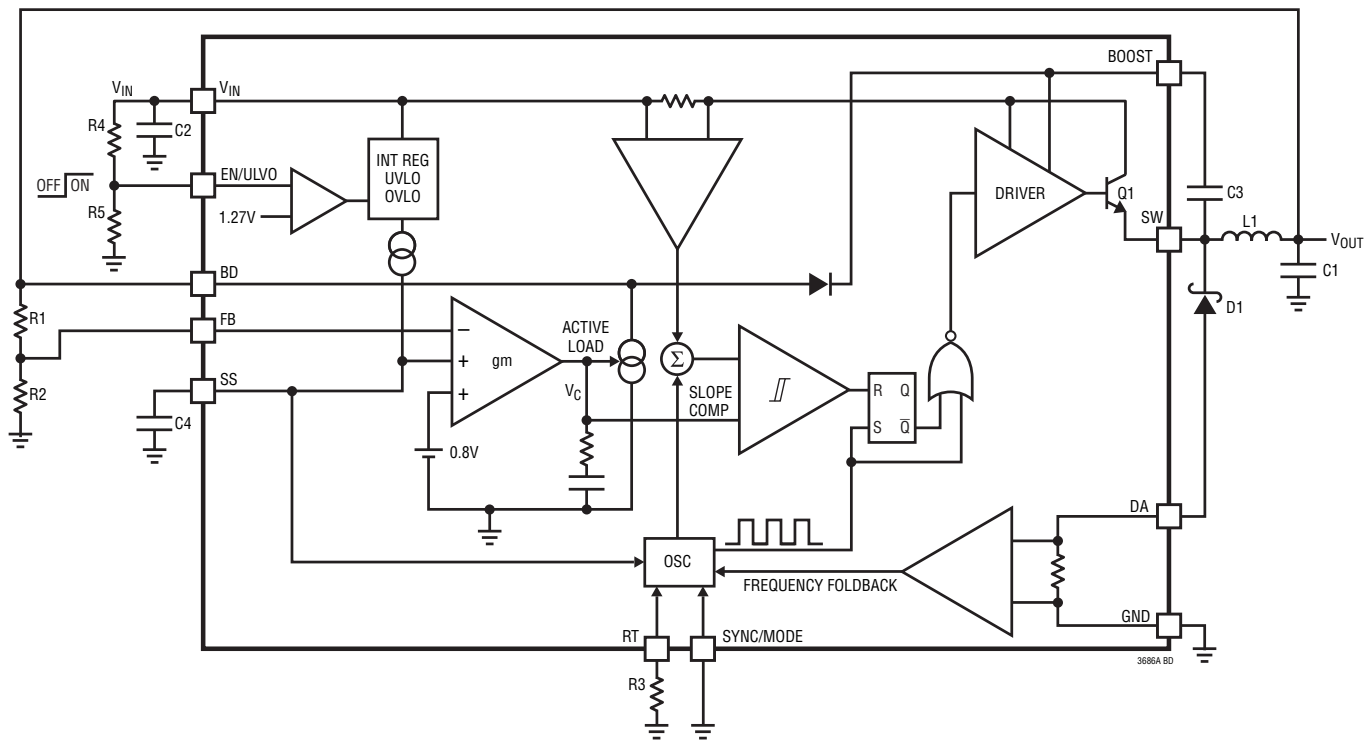 BOOST
VIN
VIN
R4
C2
OFF
ON
EN/ULVO
INT REG
UVLO
OVLO
DRIVER
Q1
C3
R5
1.27V
SW
L1
VOUT
C1
BD
D1
R1
FB
ACTIVE
LOAD
−
+
gm
+
Σ
SS
VC
SLOPE
COMP
R Q
S Q̅
R2
C4
0.8V
DA
OSC
FREQUENCY FOLDBACK
GND
RT
SYNC/MODE
3686A BD
R3